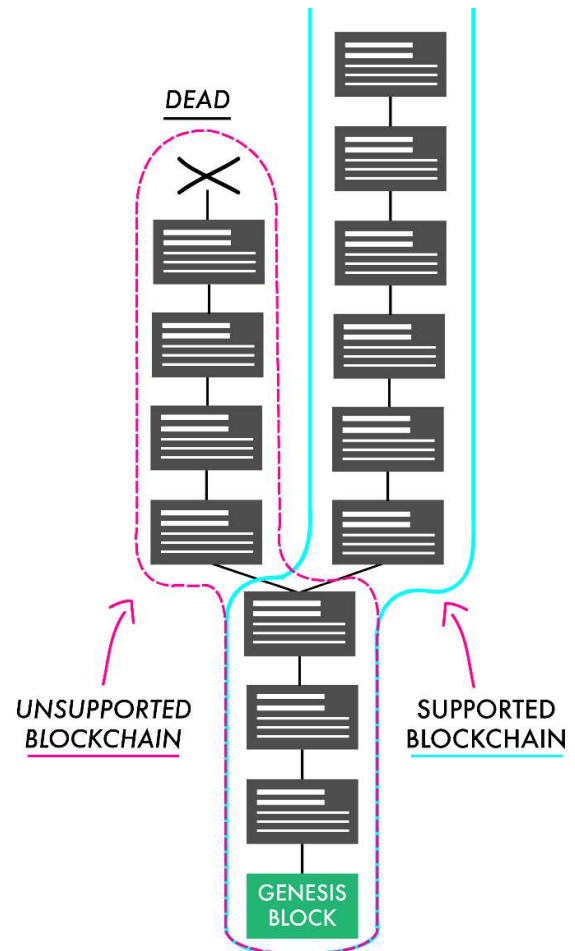 DEAD
UNSUPPORTED
BLOCKCHAIN
SUPPORTED
BLOCKCHAIN
GENESIS
BLOCK